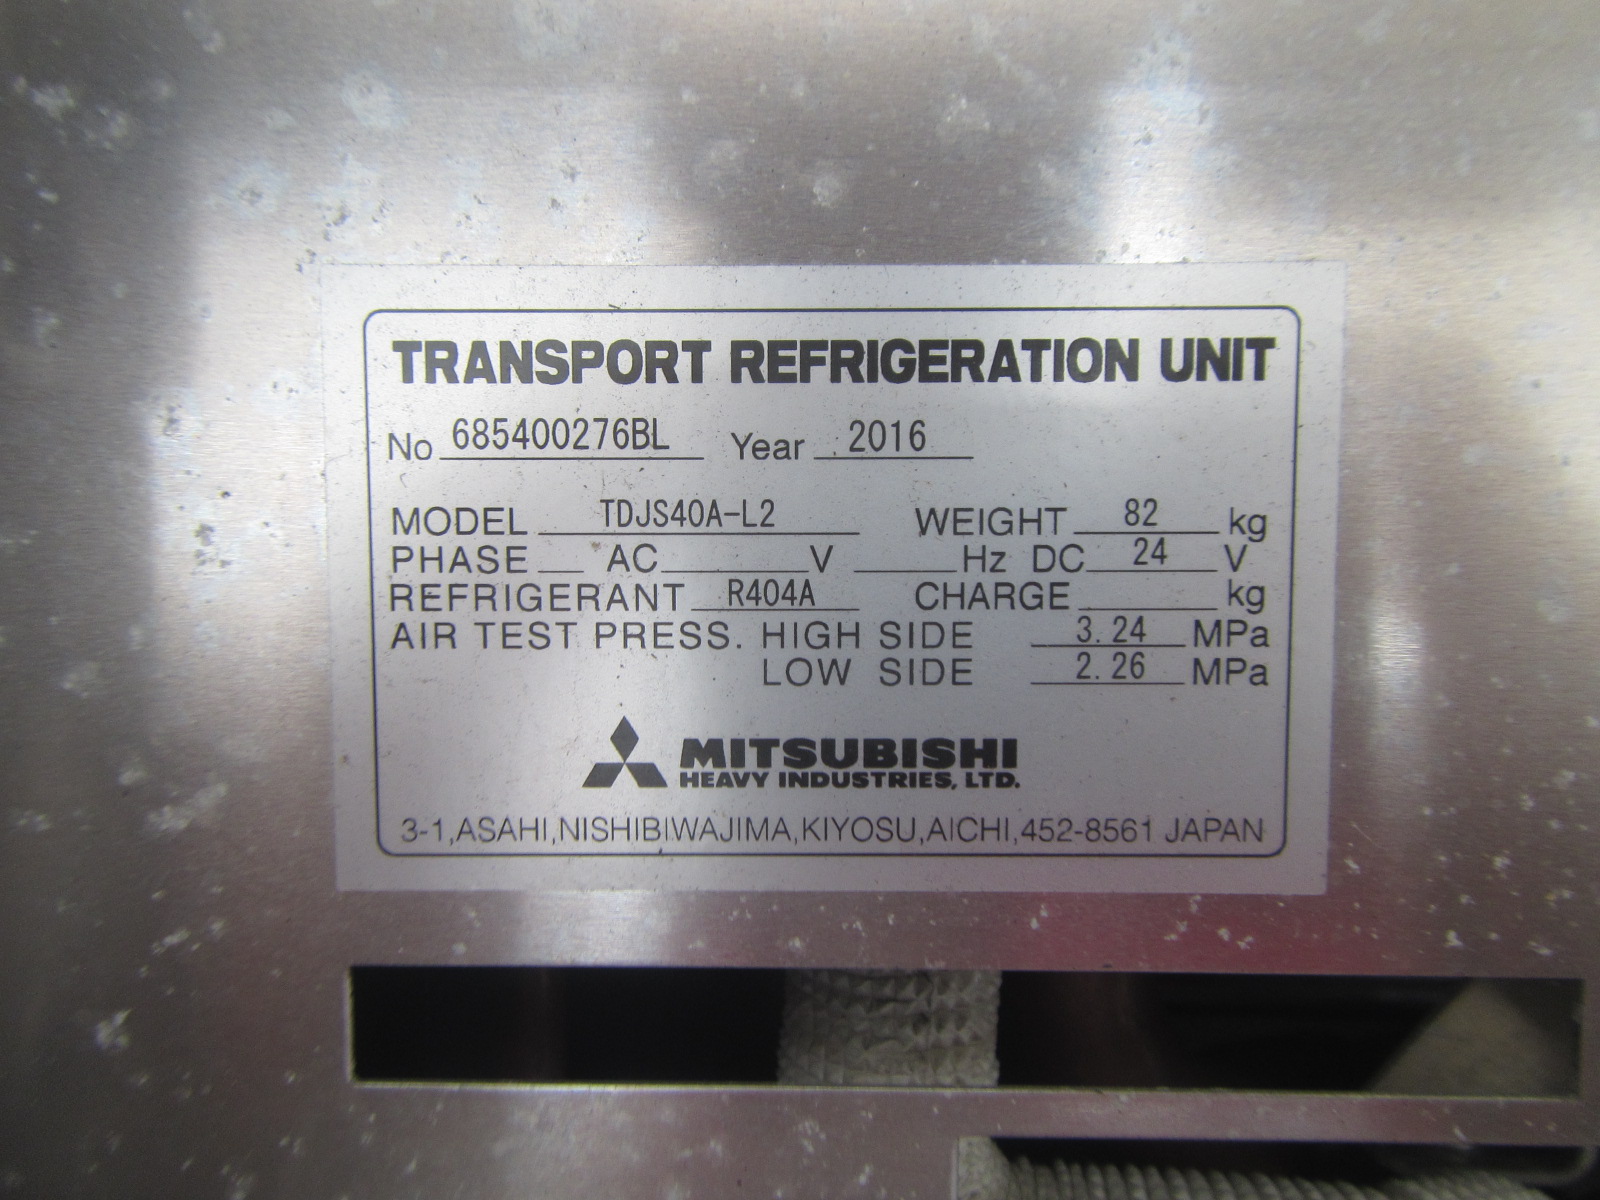 TRANSPORT REFRIGERATION UNIT
No 685400276BL Year 2016
MODEL TDJS40A-L2 WEIGHT 82 kg
PHASE AC V Hz DC 24 V
REFRIGERANT R404A CHARGE kg
AIR TEST PRESS. HIGH SIDE 3.24 MPa
LOW SIDE 2.26 MPa
MITSUBISHI
HEAVY INDUSTRIES, LTD.
3-1,ASAHI,NISHIBIWAJIMA,KIYOSU,AICHI,452-8561 JAPAN